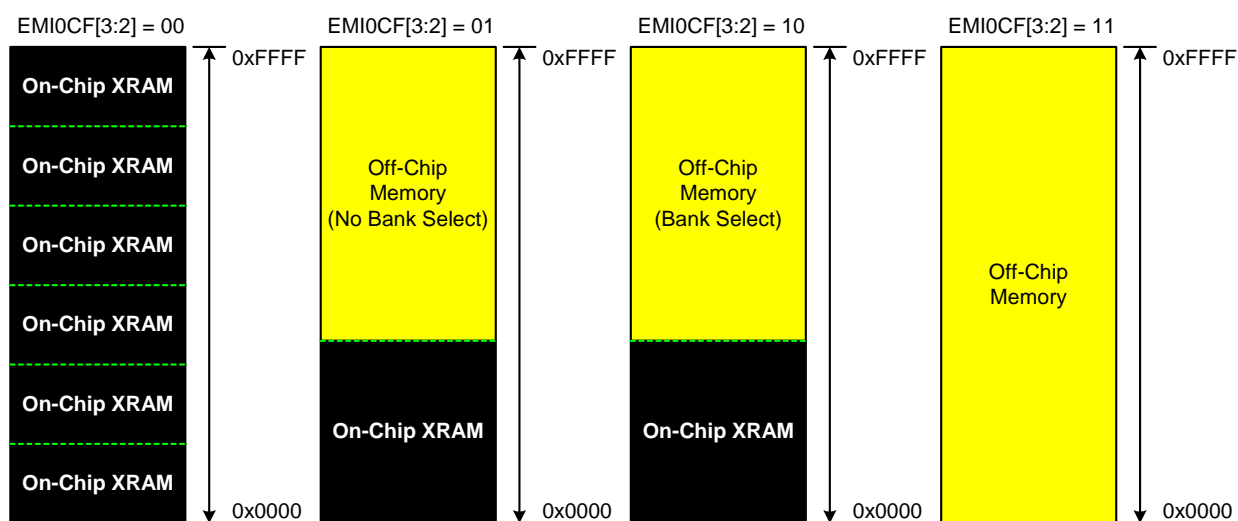 EMI0CF[3:2] = 00
0xFFFF
On-Chip XRAM
On-Chip XRAM
On-Chip XRAM
On-Chip XRAM
On-Chip XRAM
On-Chip XRAM
0x0000
EMI0CF[3:2] = 01
0xFFFF
Off-Chip
Memory
(No Bank Select)
On-Chip XRAM
0x0000
EMI0CF[3:2] = 10
0xFFFF
Off-Chip
Memory
(Bank Select)
On-Chip XRAM
0x0000
EMI0CF[3:2] = 11
0xFFFF
Off-Chip
Memory
0x0000